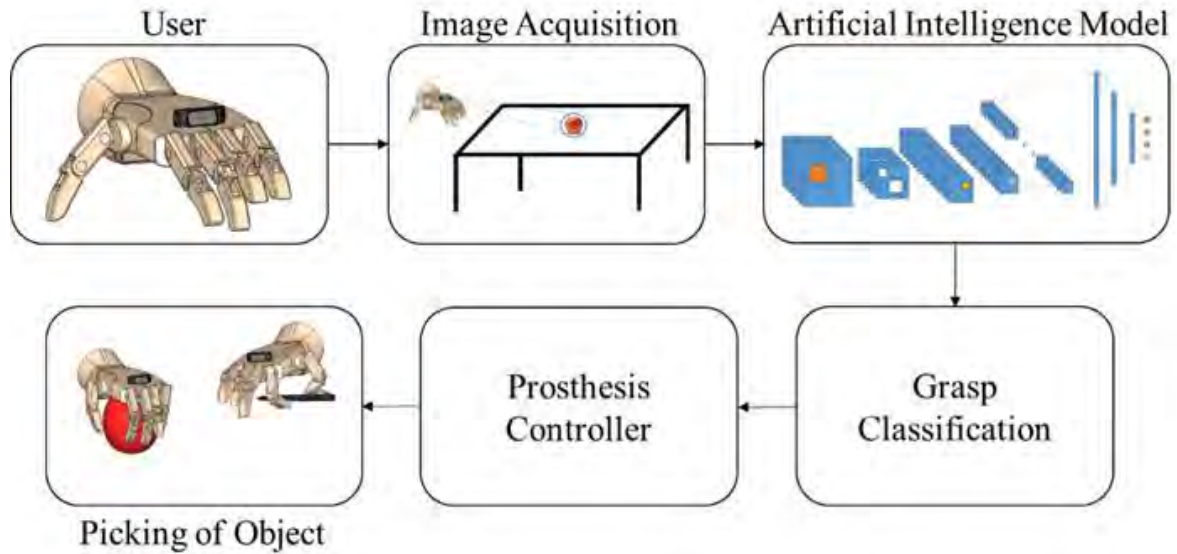 User
Image Acquisition
Artificial Intelligence Model
Grasp
Classification
Prosthesis
Controller
Picking of Object